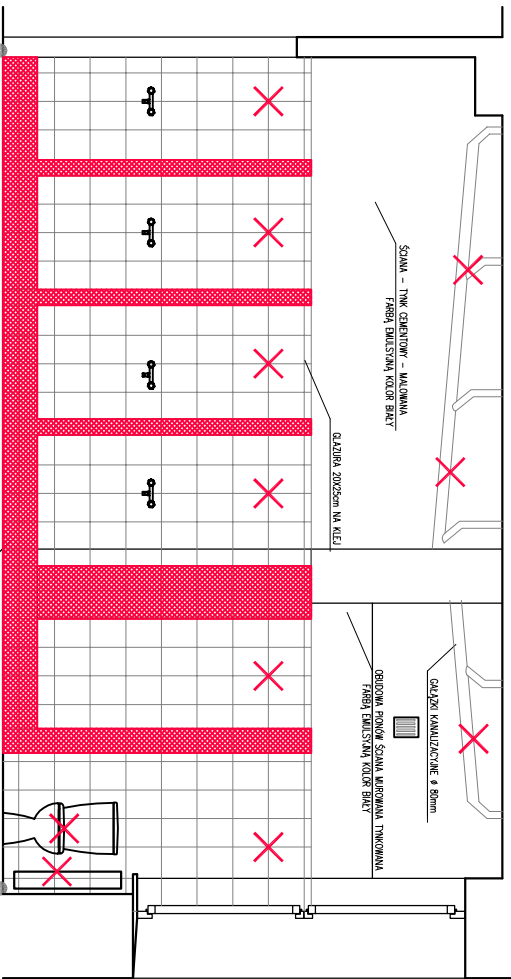 ŚCIANA – TYNK CEMENTOWY – MALOWANA
FARBĄ EMULSYJNĄ KOLOR BIAŁY
GLAZURA 20X25cm NA KLEJ
GAŁĄZKI KANALIZACYJNE ø 80mm
OBUDOWA PIONÓW ŚCIANA MUROWANA TYNKOWANA
FARBĄ EMULSYJNĄ KOLOR BIAŁY